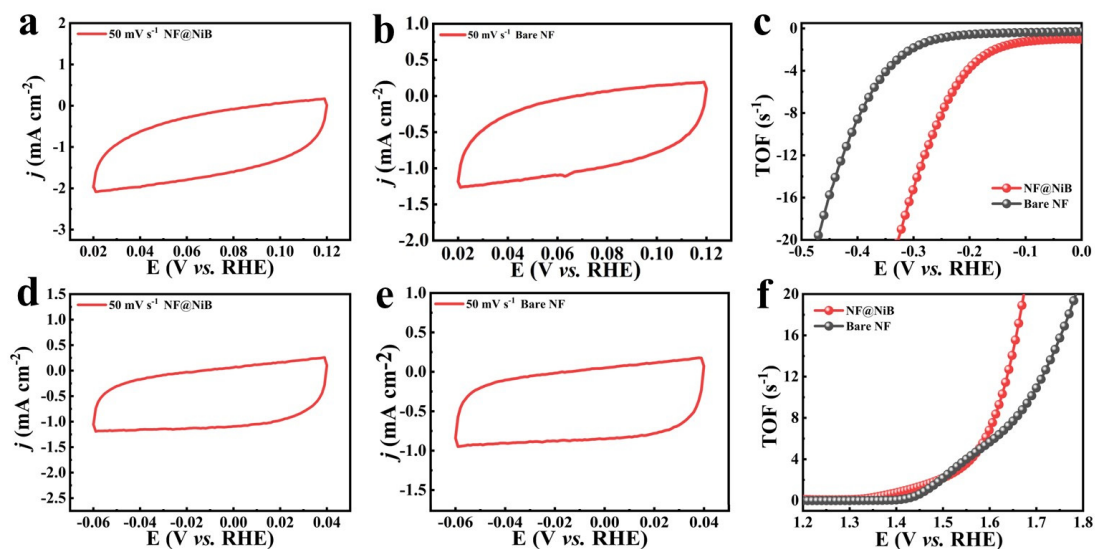 a
50 mV s⁻¹ NF@NiB
j (mA cm⁻²)
2
1
0
-1
-2
-3
0.02 0.04 0.06 0.08 0.10 0.12
E (V vs. RHE)
b
50 mV s⁻¹ Bare NF
j (mA cm⁻²)
1.0
0.5
0.0
-0.5
-1.0
-1.5
-2.0
0.02 0.04 0.06 0.08 0.10 0.12
E (V vs. RHE)
c
TOF (s⁻¹)
0
-4
-8
-12
-16
-20
NF@NiB
Bare NF
-0.5 -0.4 -0.3 -0.2 -0.1 0.0
E (V vs. RHE)
d
50 mV s⁻¹ NF@NiB
j (mA cm⁻²)
1.5
1.0
0.5
0.0
-0.5
-1.0
-1.5
-2.0
-2.5
-0.06 -0.04 -0.02 0.00 0.02 0.04
E (V vs. RHE)
e
50 mV s⁻¹ Bare NF
j (mA cm-2)
1.0
0.5
0.0
-0.5
-1.0
-1.5
-0.06 -0.04 -0.02 0.00 0.02 0.04
E (V vs. RHE)
f
NF@NiB
Bare NF
TOF (s⁻¹)
20
16
12
8
4
0
1.2 1.3 1.4 1.5 1.6 1.7 1.8
E (V vs. RHE)